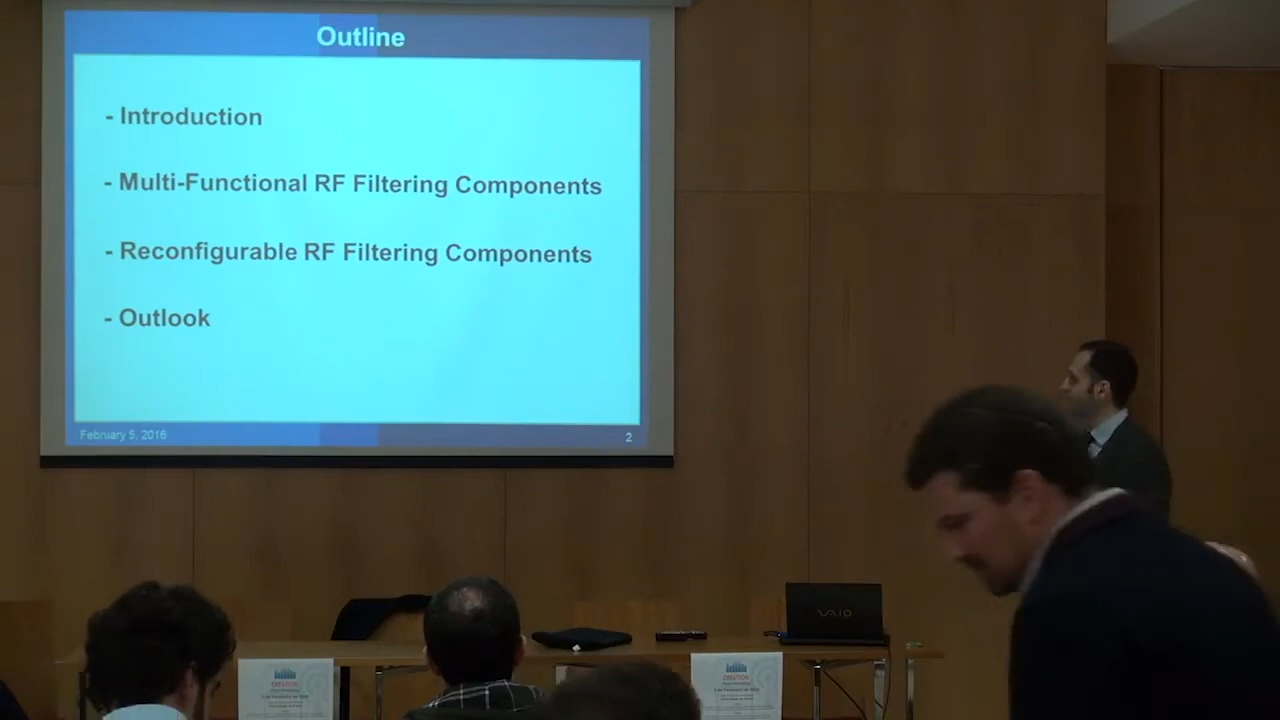 Outline
- Introduction
- Multi-Functional RF Filtering Components
- Reconfigurable RF Filtering Components
- Outlook
February 5, 2016
2
VAIO